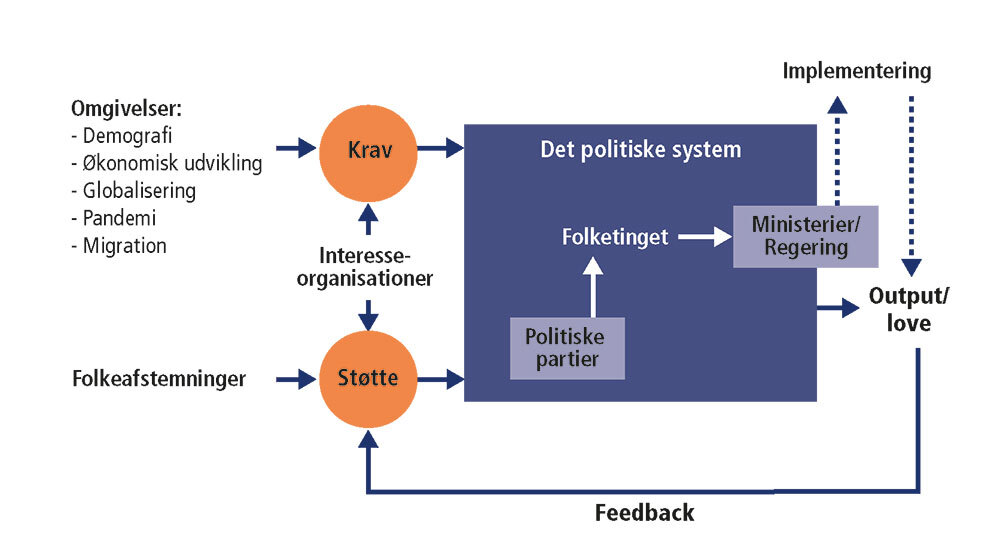 Implementering
Omgivelser:
- Demografi
- Økonomisk udvikling
- Globalisering
- Pandemi
- Migration
Krav
Interesse-
organisationer
Folkeafstemninger
Støtte
Det politiske system
Folketinget
Ministerier/
Regering
Politiske
partier
Output/
love
Feedback